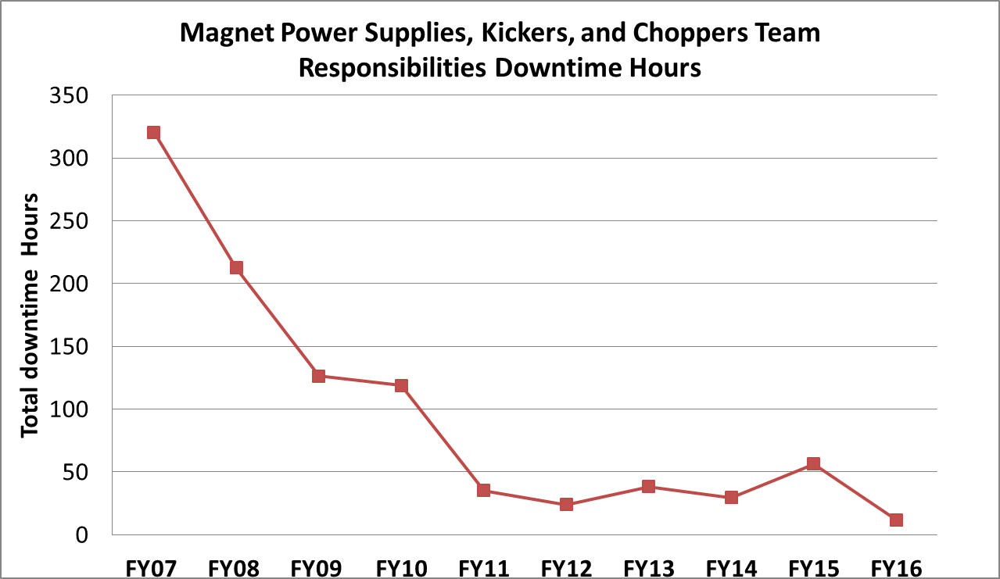 Magnet Power Supplies, Kickers, and Choppers Team
Responsibilities Downtime Hours
350
300
250
200
150
100
50
0
Total downtime Hours
FY07 FY08 FY09 FY10 FY11 FY12 FY13 FY14 FY15 FY16